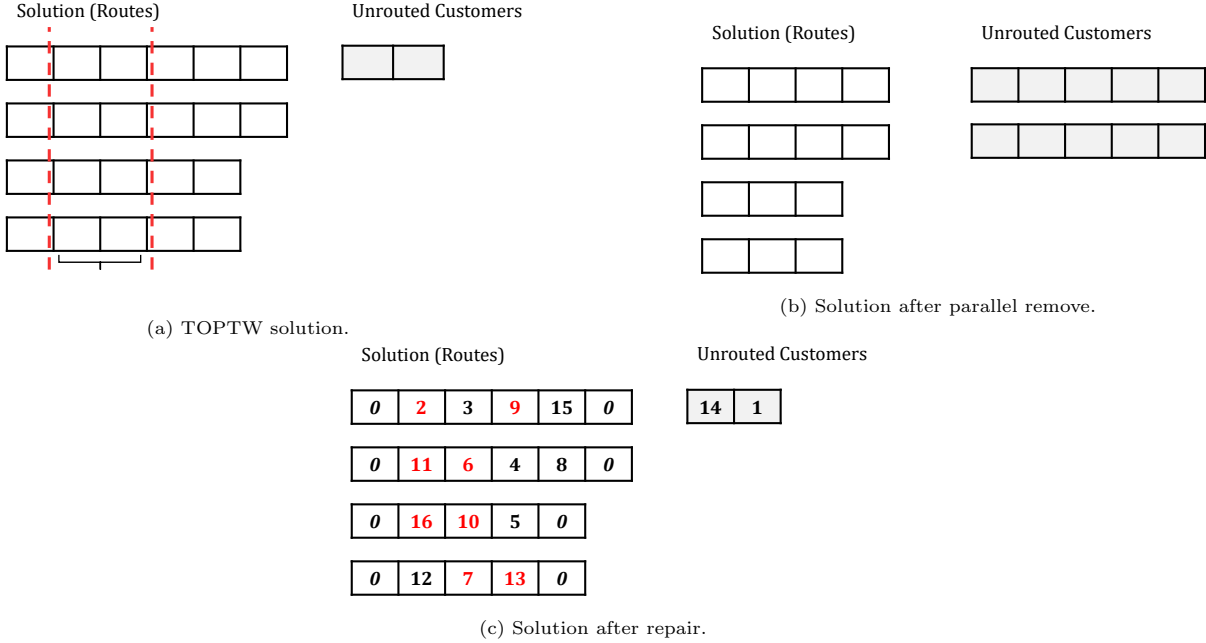 Solution (Routes)
Unrouted Customers
(a) TOPTW solution.
Solution (Routes)
Unrouted Customers
(b) Solution after parallel remove.
Solution (Routes)
Unrouted Customers
0 2 3 9 15 0
14 1
0 11 6 4 8 0
0 16 10 5 0
0 12 7 13 0
(c) Solution after repair.